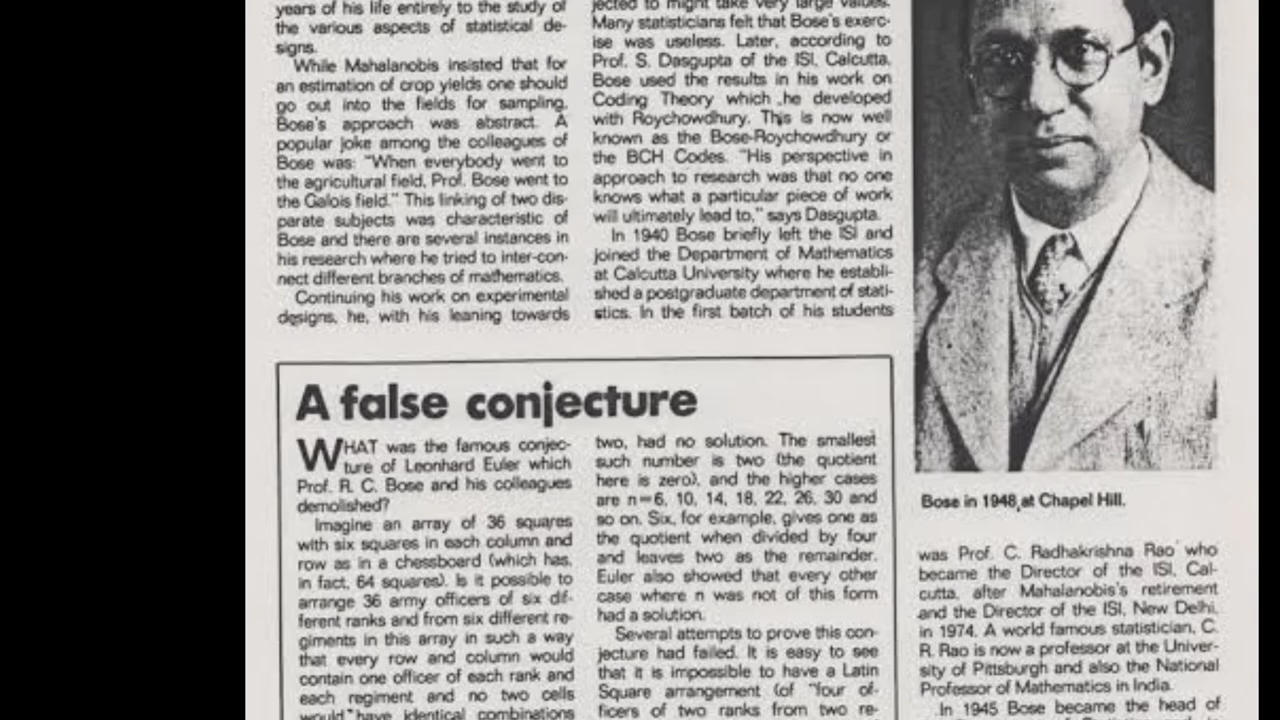 years of his life entirely to the study of
the various aspects of statistical de-
signs.
While Mahalanobis insisted that for
an estimation of crop yields one should
go out into the fields for sampling,
Bose's approach was abstract. A
popular joke among the colleagues of
Bose was: "When everybody went to
the agricultural field, Prof. Bose went to
the Galois field." This linking of two dis-
parate subjects was characteristic of
Bose and there are several instances in
his research where he tried to inter-con-
nect different branches of mathematics.
Continuing his work on experimental
designs, he, with his leaning towards
jected to might take very large values.
Many statisticians felt that Bose's exerc-
ise was useless. Later, according to
Prof. S. Dasgupta of the ISI, Calcutta,
Bose used the results in his work on
Coding Theory which he developed
with Roychowdhury. This is now well
known as the Bose-Roychowdhury or
the BCH Codes. "His perspective in
approach to research was that no one
knows what a particular piece of work
will ultimately lead to," says Dasgupta.
In 1940 Bose briefly left the ISI and
joined the Department of Mathematics
at Calcutta University where he establi-
shed a postgraduate department of stati-
stics. In the first batch of his students
A false conjecture
WHAT was the famous conjec-
ture of Leonhard Euler which
Prof. R. C. Bose and his colleagues
demolished?
Imagine an array of 36 squares
with six squares in each column and
row as in a chessboard (which has,
in fact, 64 squares). Is it possible to
arrange 36 army officers of six dif-
ferent ranks and from six different re-
giments in this array in such a way
that every row and column would
contain one officer of each rank and
each regiment and no two cells
would have identical combinations
two, had no solution. The smallest
such number is two (the quotient
here is zero), and the higher cases
are n=6, 10, 14, 18, 22, 26, 30 and
so on. Six, for example, gives one as
the quotient when divided by four
and leaves two as the remainder.
Euler also showed that every other
case where n was not of this form
had a solution.
Several attempts to prove this con-
jecture had failed. It is easy to see
that it is impossible to have a Latin
Square arrangement (of "four of-
ficers of two ranks from two re-
Bose in 1948, at Chapel Hill.
was Prof. C. Radhakrishna Rao who
became the Director of the ISI, Cal-
cutta, after Mahalanobis's retirement
and the Director of the ISI, New Delhi,
in 1974. A world famous statistician, C.
R. Rao is now a professor at the Univer-
sity of Pittsburgh and also the National
Professor of Mathematics in India.
In 1945 Bose became the head of